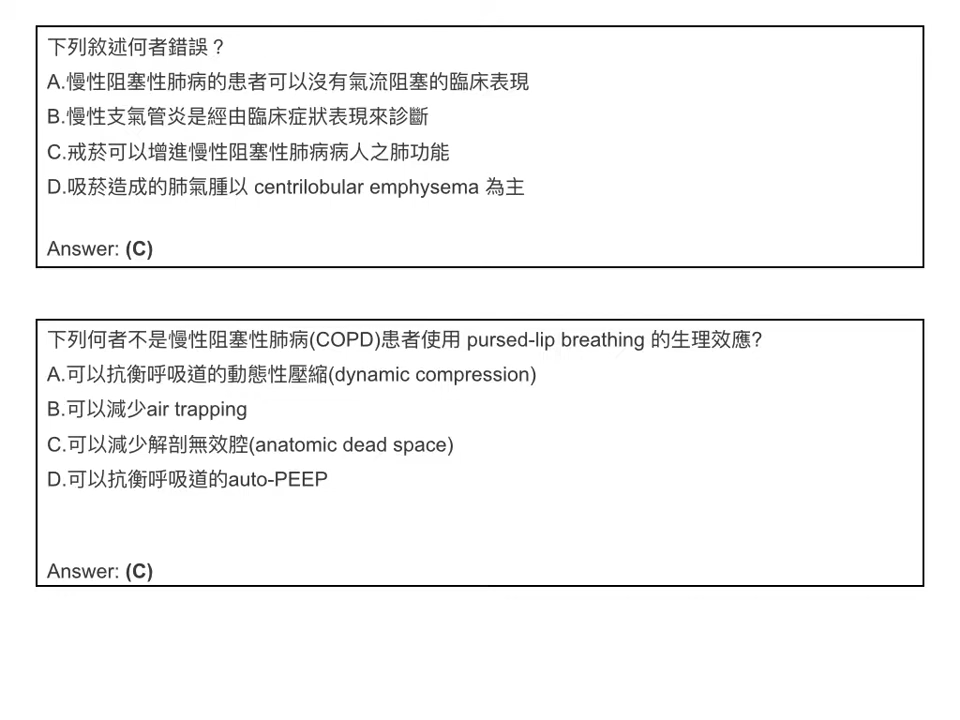 下列敘述何者錯誤？
A.慢性阻塞性肺病的患者可以沒有氣流阻塞的臨床表現
B.慢性支氣管炎是經由臨床症狀表現來診斷
C.戒菸可以增進慢性阻塞性肺病病人之肺功能
D.吸菸造成的肺氣腫以 centrilobular emphysema 為主
Answer: (C)
下列何者不是慢性阻塞性肺病(COPD)患者使用 pursed-lip breathing 的生理效應?
A.可以抗衡呼吸道的動態性壓縮(dynamic compression)
B.可以減少air trapping
C.可以減少解剖無效腔(anatomic dead space)
D.可以抗衡呼吸道的auto-PEEP
Answer: (C)